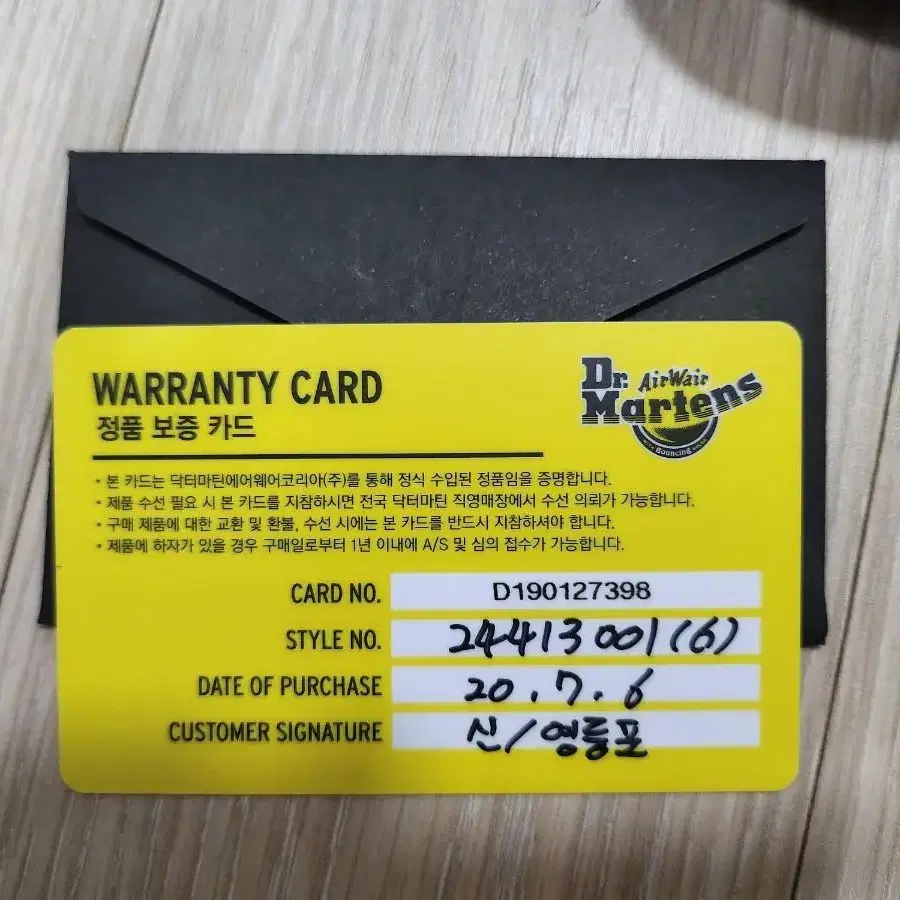 WARRANTY CARD
정품 보증 카드
Dr. Martens
AirWair
WITH Bouncing SOLES
• 본 카드는 닥터마틴에어웨어코리아(주)를 통해 정식 수입된 정품임을 증명합니다.
• 제품 수선 필요 시 본 카드를 지참하시면 전국 닥터마틴 직영매장에서 수선 의뢰가 가능합니다.
• 구매 제품에 대한 교환 및 환불, 수선 시에는 본 카드를 반드시 지참하셔야 합니다.
• 제품에 하자가 있을 경우 구매일로부터 1년 이내에 A/S 및 심의 접수가 가능합니다.
CARD NO. D190127398
STYLE NO. 24413001(6)
DATE OF PURCHASE 20.7.6
CUSTOMER SIGNATURE 신/영등포